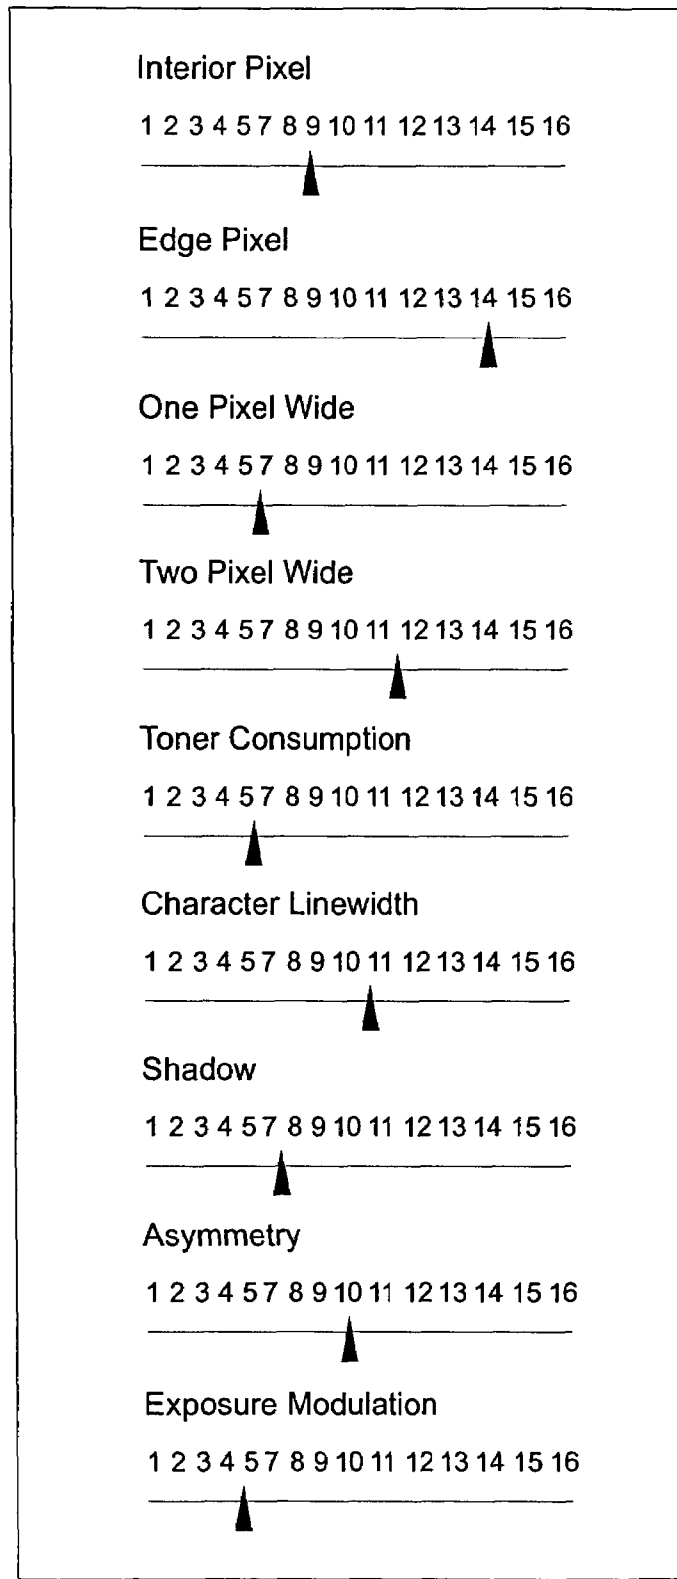 Interior Pixel
1 2 3 4 5 7 8 9 10 11 12 13 14 15 16
Edge Pixel
1 2 3 4 5 7 8 9 10 11 12 13 14 15 16
One Pixel Wide
1 2 3 4 5 7 8 9 10 11 12 13 14 15 16
Two Pixel Wide
1 2 3 4 5 7 8 9 10 11 12 13 14 15 16
Toner Consumption
1 2 3 4 5 7 8 9 10 11 12 13 14 15 16
Character Linewidth
1 2 3 4 5 7 8 9 10 11 12 13 14 15 16
Shadow
1 2 3 4 5 7 8 9 10 11 12 13 14 15 16
Asymmetry
1 2 3 4 5 7 8 9 10 11 12 13 14 15 16
Exposure Modulation
1 2 3 4 5 7 8 9 10 11 12 13 14 15 16